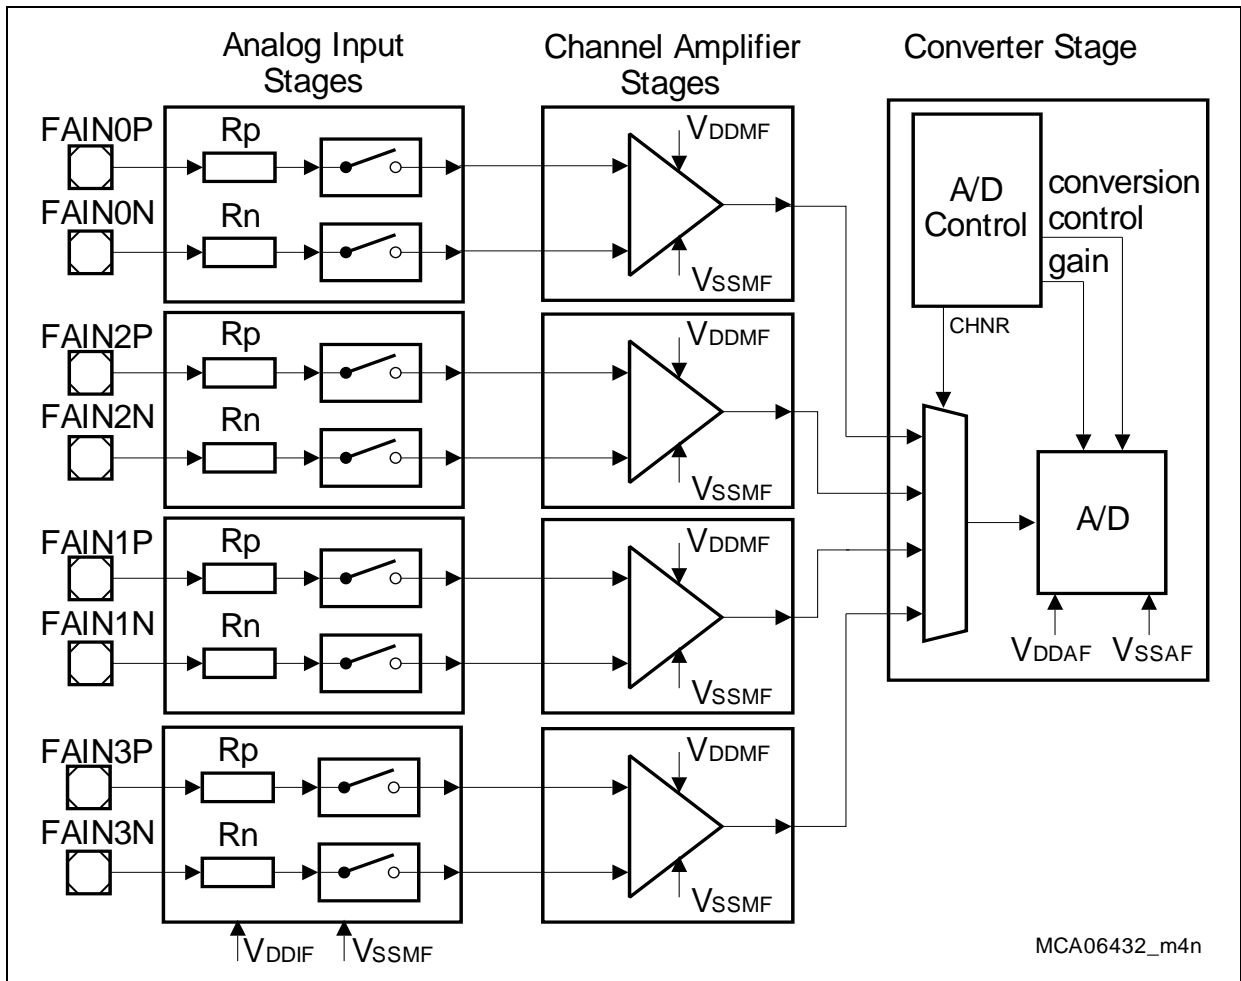 Analog Input
Stages
Channel Amplifier
Stages
Converter Stage
FAIN0P
Rp
VDDMF
FAIN0N
Rn
VSSMF
A/D
Control
conversion
control
gain
CHNR
FAIN2P
Rp
VDDMF
FAIN2N
Rn
VSSMF
A/D
VDDAF
VSSAF
FAIN1P
Rp
VDDMF
FAIN1N
Rn
VSSMF
FAIN3P
Rp
VDDMF
FAIN3N
Rn
VSSMF
VDDIF
VSSMF
MCA06432_m4n